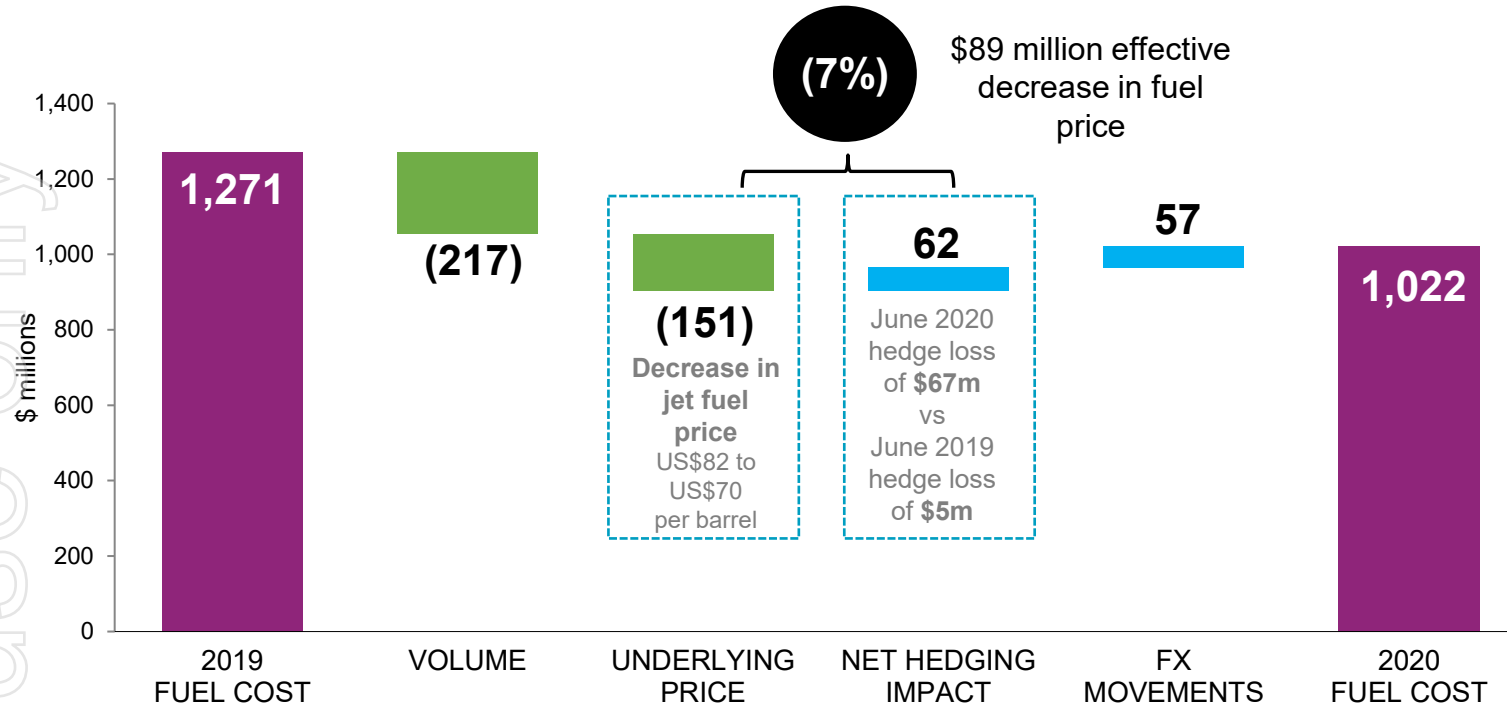 (7%)
$89 million effective
decrease in fuel
price
1,400
1,200
1,000
800
600
400
200
0
$ millions
1,271
(217)
(151)
Decrease in
jet fuel
price
US$82 to
US$70
per barrel
62
June 2020
hedge loss
of $67m
vs
June 2019
hedge loss
of $5m
57
1,022
2019
FUEL COST
VOLUME
UNDERLYING
PRICE
NET HEDGING
IMPACT
FX
MOVEMENTS
2020
FUEL COST